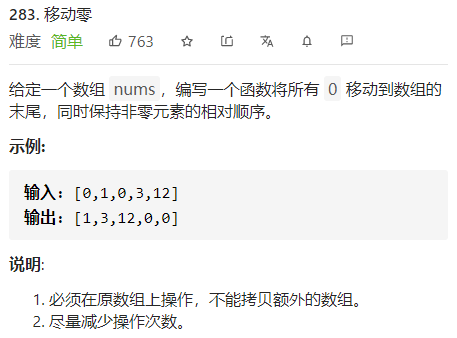 283. 移动零
难度 简单 763
给定一个数组 nums，编写一个函数将所有 0 移动到数组的
末尾，同时保持非零元素的相对顺序。
示例:
输入：[0,1,0,3,12]
输出：[1,3,12,0,0]
说明:
1. 必须在原数组上操作，不能拷贝额外的数组。
2. 尽量减少操作次数。